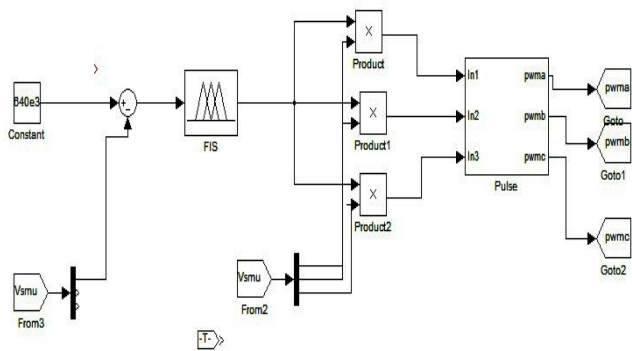 640e3
Constant
+
-
FIS
×
Product
×
Product1
×
Product2
In1
In2
In3
pwma
pwmb
pwmc
Pulse
pwma
Goto
pwmb
Goto1
pwmc
Goto2
Vsmu
From3
Vsmu
From2
-T-